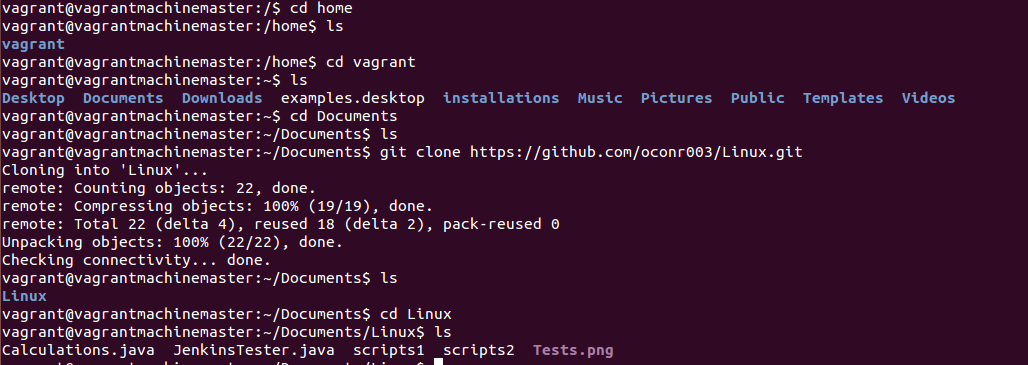 vagrant@vagrantmachinemaster:/$ cd home
vagrant@vagrantmachinemaster:/home$ ls
vagrant
vagrant@vagrantmachinemaster:/home$ cd vagrant
vagrant@vagrantmachinemaster:~$ ls
Desktop  Documents  Downloads  examples.desktop  installations  Music  Pictures  Public  Templates  Videos
vagrant@vagrantmachinemaster:~$ cd Documents
vagrant@vagrantmachinemaster:~/Documents$ ls
vagrant@vagrantmachinemaster:~/Documents$ git clone https://github.com/oconr003/Linux.git
Cloning into 'Linux'...
remote: Counting objects: 22, done.
remote: Compressing objects: 100% (19/19), done.
remote: Total 22 (delta 4), reused 18 (delta 2), pack-reused 0
Unpacking objects: 100% (22/22), done.
Checking connectivity... done.
vagrant@vagrantmachinemaster:~/Documents$ ls
Linux
vagrant@vagrantmachinemaster:~/Documents$ cd Linux
vagrant@vagrantmachinemaster:~/Documents/Linux$ ls
Calculations.java  JenkinsTester.java  scripts1  scripts2  Tests.png